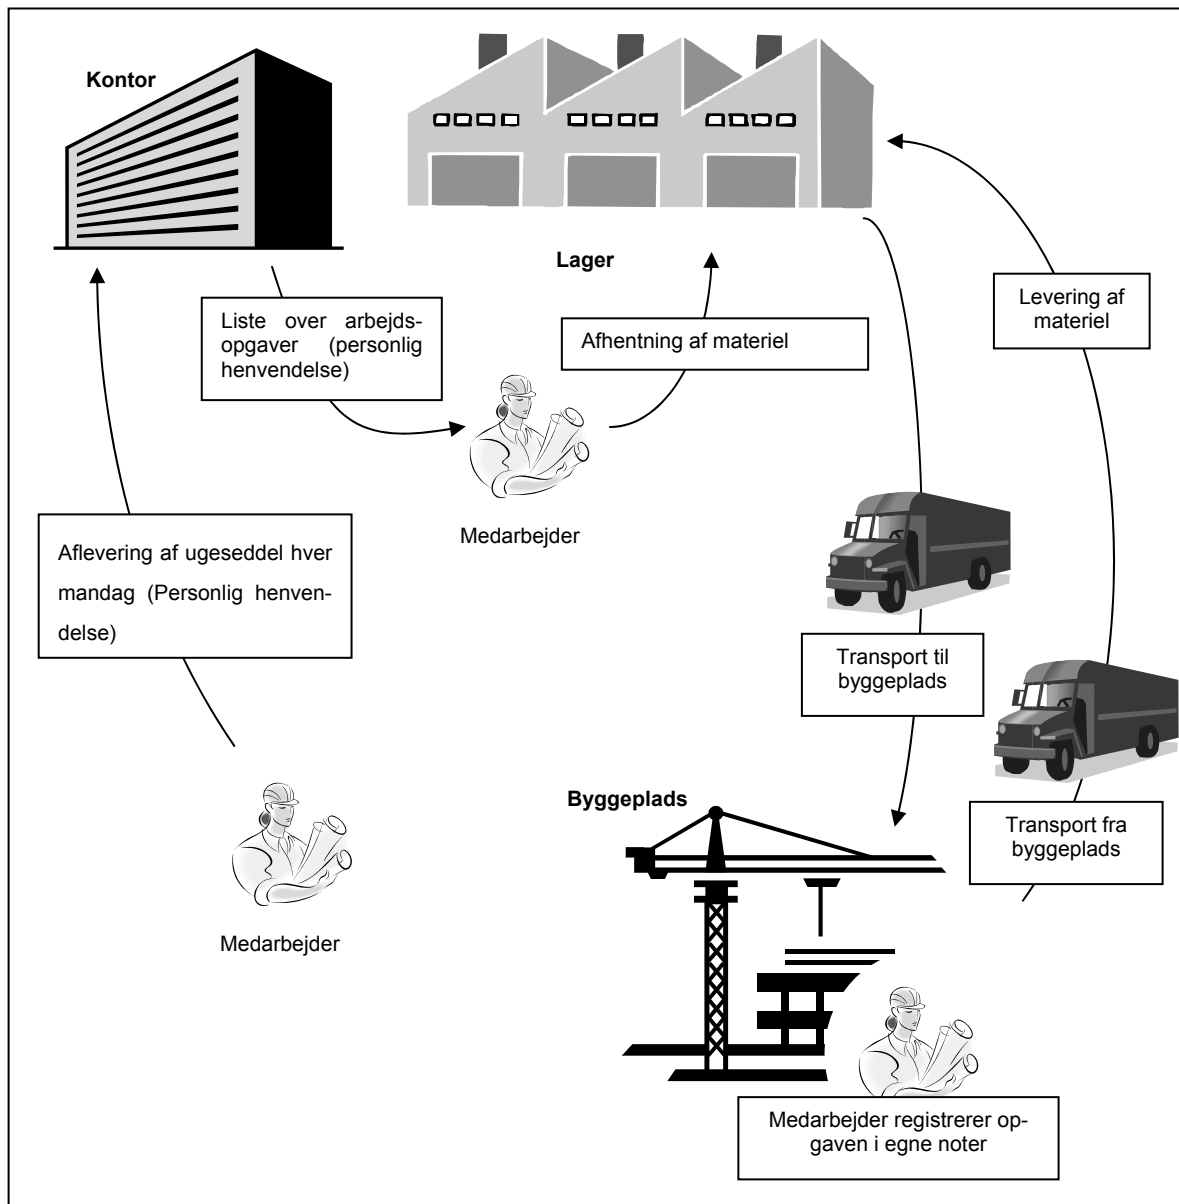 Kontor
Lager
Liste over arbejds-
opgaver (personlig
henvendelse)
Afhentning af materiel
Levering af
materiel
Medarbejder
Aflevering af ugeseddel hver
mandag (Personlig henven-
delse)
Transport til
byggeplads
Byggeplads
Transport fra
byggeplads
Medarbejder
Medarbejder registrerer op-
gaven i egne noter